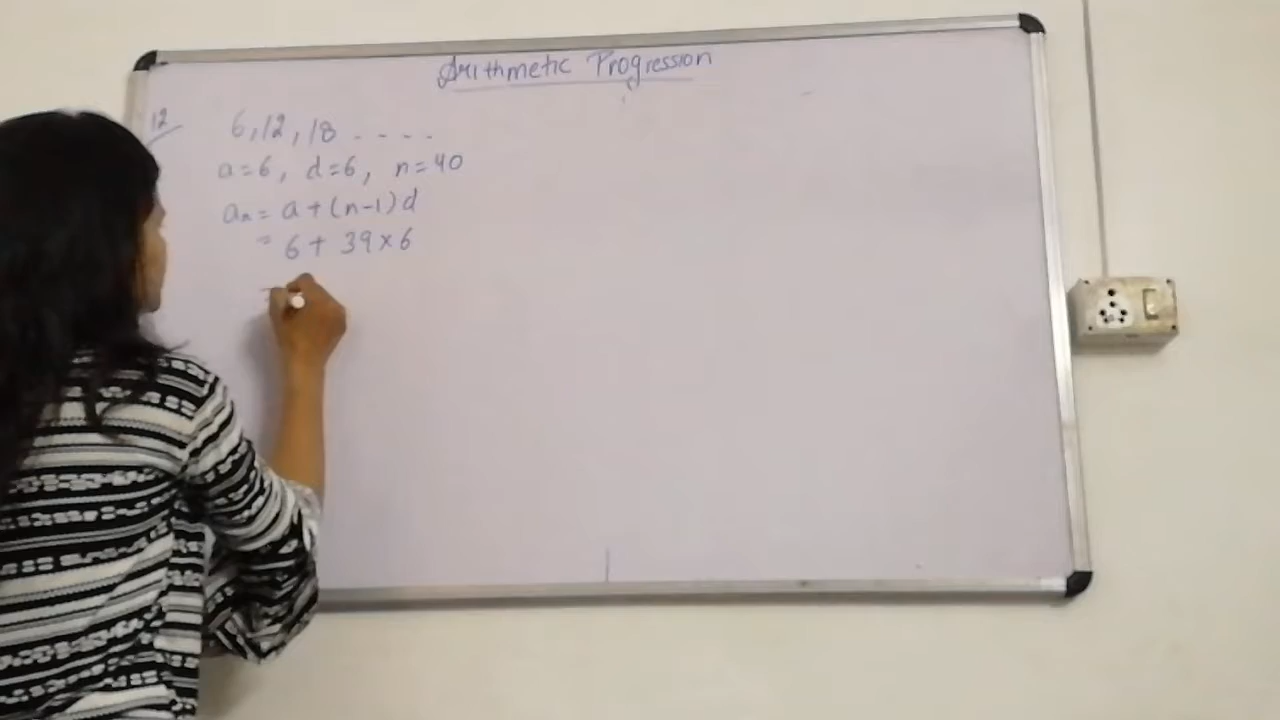 Arithmetic Progression
12
6, 12, 18 - - - -
a = 6, d = 6, n = 40
aₙ = a + (n-1)d
= 6 + 39 × 6